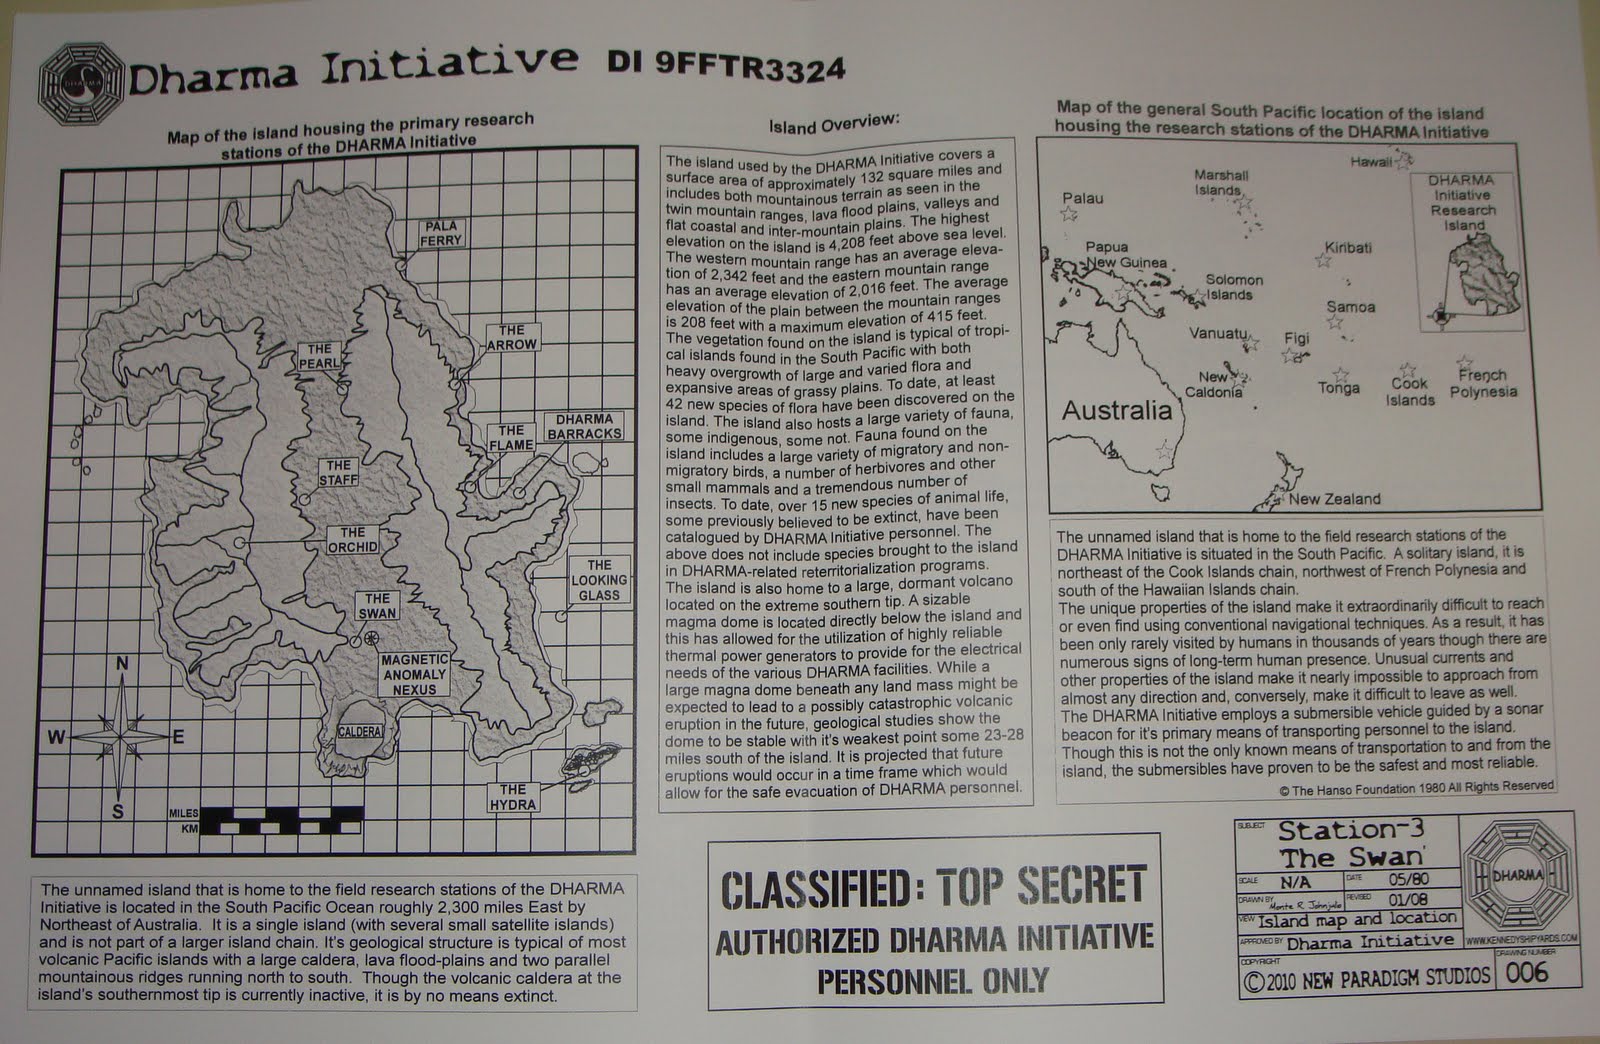 DHARMA
Dharma Initiative DI 9FFTR3324
Map of the island housing the primary research
stations of the DHARMA Initiative
PALA
FERRY
THE
ARROW
THE
PEARL
DHARMA
BARRACKS
THE
FLAME
THE
STAFF
THE
ORCHID
THE
LOOKING
GLASS
THE
SWAN
MAGNETIC
ANOMALY
NEXUS
CALDERA
THE
HYDRA
N
W E
S
MILES
KM
The unnamed island that is home to the field research stations of the DHARMA
Initiative is located in the South Pacific Ocean roughly 2,300 miles East by
Northeast of Australia. It is a single island (with several small satellite islands)
and is not part of a larger island chain. It's geological structure is typical of most
volcanic Pacific islands with a large caldera, lava flood-plains and two parallel
mountainous ridges running north to south. Though the volcanic caldera at the
island's southernmost tip is currently inactive, it is by no means extinct.
Island Overview:
The island used by the DHARMA Initiative covers a
surface area of approximately 132 square miles and
includes both mountainous terrain as seen in the
twin mountain ranges, lava flood plains, valleys and
flat coastal and inter-mountain plains. The highest
elevation on the island is 4,208 feet above sea level.
The western mountain range has an average eleva-
tion of 2,342 feet and the eastern mountain range
has an average elevation of 2,016 feet. The average
elevation of the plain between the mountain ranges
is 208 feet with a maximum elevation of 415 feet.
The vegetation found on the island is typical of tropi-
cal islands found in the South Pacific with both
heavy overgrowth of large and varied flora and
expansive areas of grassy plains. To date, at least
42 new species of flora have been discovered on the
island. The island also hosts a large variety of fauna,
some indigenous, some not. Fauna found on the
island includes a large variety of migratory and non-
migratory birds, a number of herbivores and other
small mammals and a tremendous number of
insects. To date, over 15 new species of animal life,
some previously believed to be extinct, have been
catalogued by DHARMA Initiative personnel. The
above does not include species brought to the island
in DHARMA-related reterritorialization programs.
The island is also home to a large, dormant volcano
located on the extreme southern tip. A sizable
magma dome is located directly below the island and
this has allowed for the utilization of highly reliable
thermal power generators to provide for the electrical
needs of the various DHARMA facilities. While a
large magna dome beneath any land mass might be
expected to lead to a possibly catastrophic volcanic
eruption in the future, geological studies show the
dome to be stable with it's weakest point some 23-28
miles south of the island. It is projected that future
eruptions would occur in a time frame which would
allow for the safe evacuation of DHARMA personnel.
Map of the general South Pacific location of the island
housing the research stations of the DHARMA Initiative
Hawaii
Marshall
Islands
DHARMA
Initiative
Research
Island
Palau
Papua
New Guinea
Kiribati
Solomon
Islands
Samoa
Vanuatu
Figi
New
Caldonia
Tonga
Cook
Islands
French
Polynesia
Australia
New Zealand
The unnamed island that is home to the field research stations of the
DHARMA Initiative is situated in the South Pacific. A solitary island, it is
northeast of the Cook Islands chain, northwest of French Polynesia and
south of the Hawaiian Islands chain.
The unique properties of the island make it extraordinarily difficult to reach
or even find using conventional navigational techniques. As a result, it has
been only rarely visited by humans in thousands of years though there are
numerous signs of long-term human presence. Unusual currents and
other properties of the island make it nearly impossible to approach from
almost any direction and, conversely, make it difficult to leave as well.
The DHARMA Initiative employs a submersible vehicle guided by a sonar
beacon for it's primary means of transporting personnel to the island.
Though this is not the only known means of transportation to and from the
island, the submersibles have proven to be the safest and most reliable.
© The Hanso Foundation 1980 All Rights Reserved
CLASSIFIED: TOP SECRET
AUTHORIZED DHARMA INITIATIVE
PERSONNEL ONLY
SUBJECT Station-3
The Swan
SCALE N/A DATE 05/80
DRAWN BY Monte R. REVISED 01/08
VIEW Island map and location
APPROVED BY Dharma Initiative
COPYRIGHT
©2010 NEW PARADIGM STUDIOS
DHARMA
WWW.KENNEDYSHIPYARDS.COM
DRAWING NUMBER
006